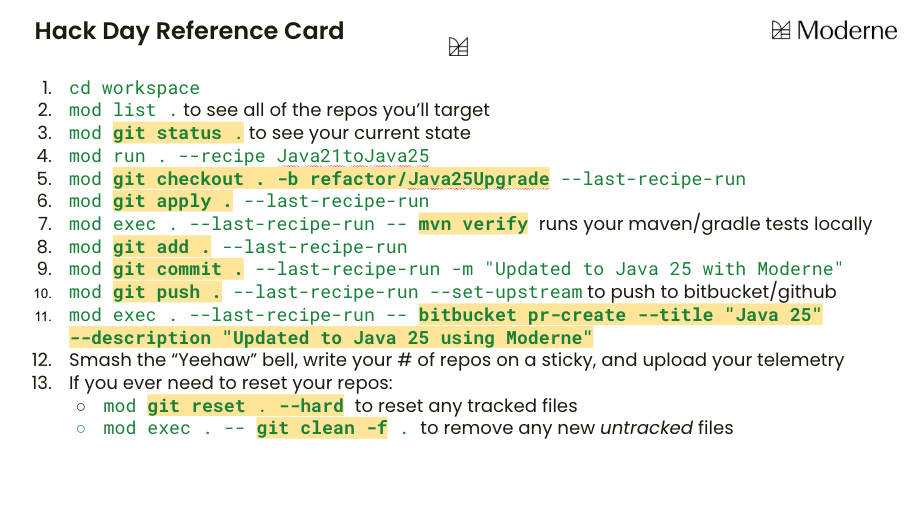 Hack Day Reference Card
Moderne
1. cd workspace
2. mod list . to see all of the repos you’ll target
3. mod git status . to see your current state
4. mod run . --recipe Java21toJava25
5. mod git checkout . -b refactor/Java25Upgrade --last-recipe-run
6. mod git apply . --last-recipe-run
7. mod exec . --last-recipe-run -- mvn verify runs your maven/gradle tests locally
8. mod git add . --last-recipe-run
9. mod git commit . --last-recipe-run -m "Updated to Java 25 with Moderne"
10. mod git push . --last-recipe-run --set-upstream to push to bitbucket/github
11. mod exec . --last-recipe-run -- bitbucket pr-create --title "Java 25"
--description "Updated to Java 25 using Moderne"
12. Smash the “Yeehaw” bell, write your # of repos on a sticky, and upload your telemetry
13. If you ever need to reset your repos:
○ mod git reset . --hard to reset any tracked files
○ mod exec . -- git clean -f . to remove any new untracked files